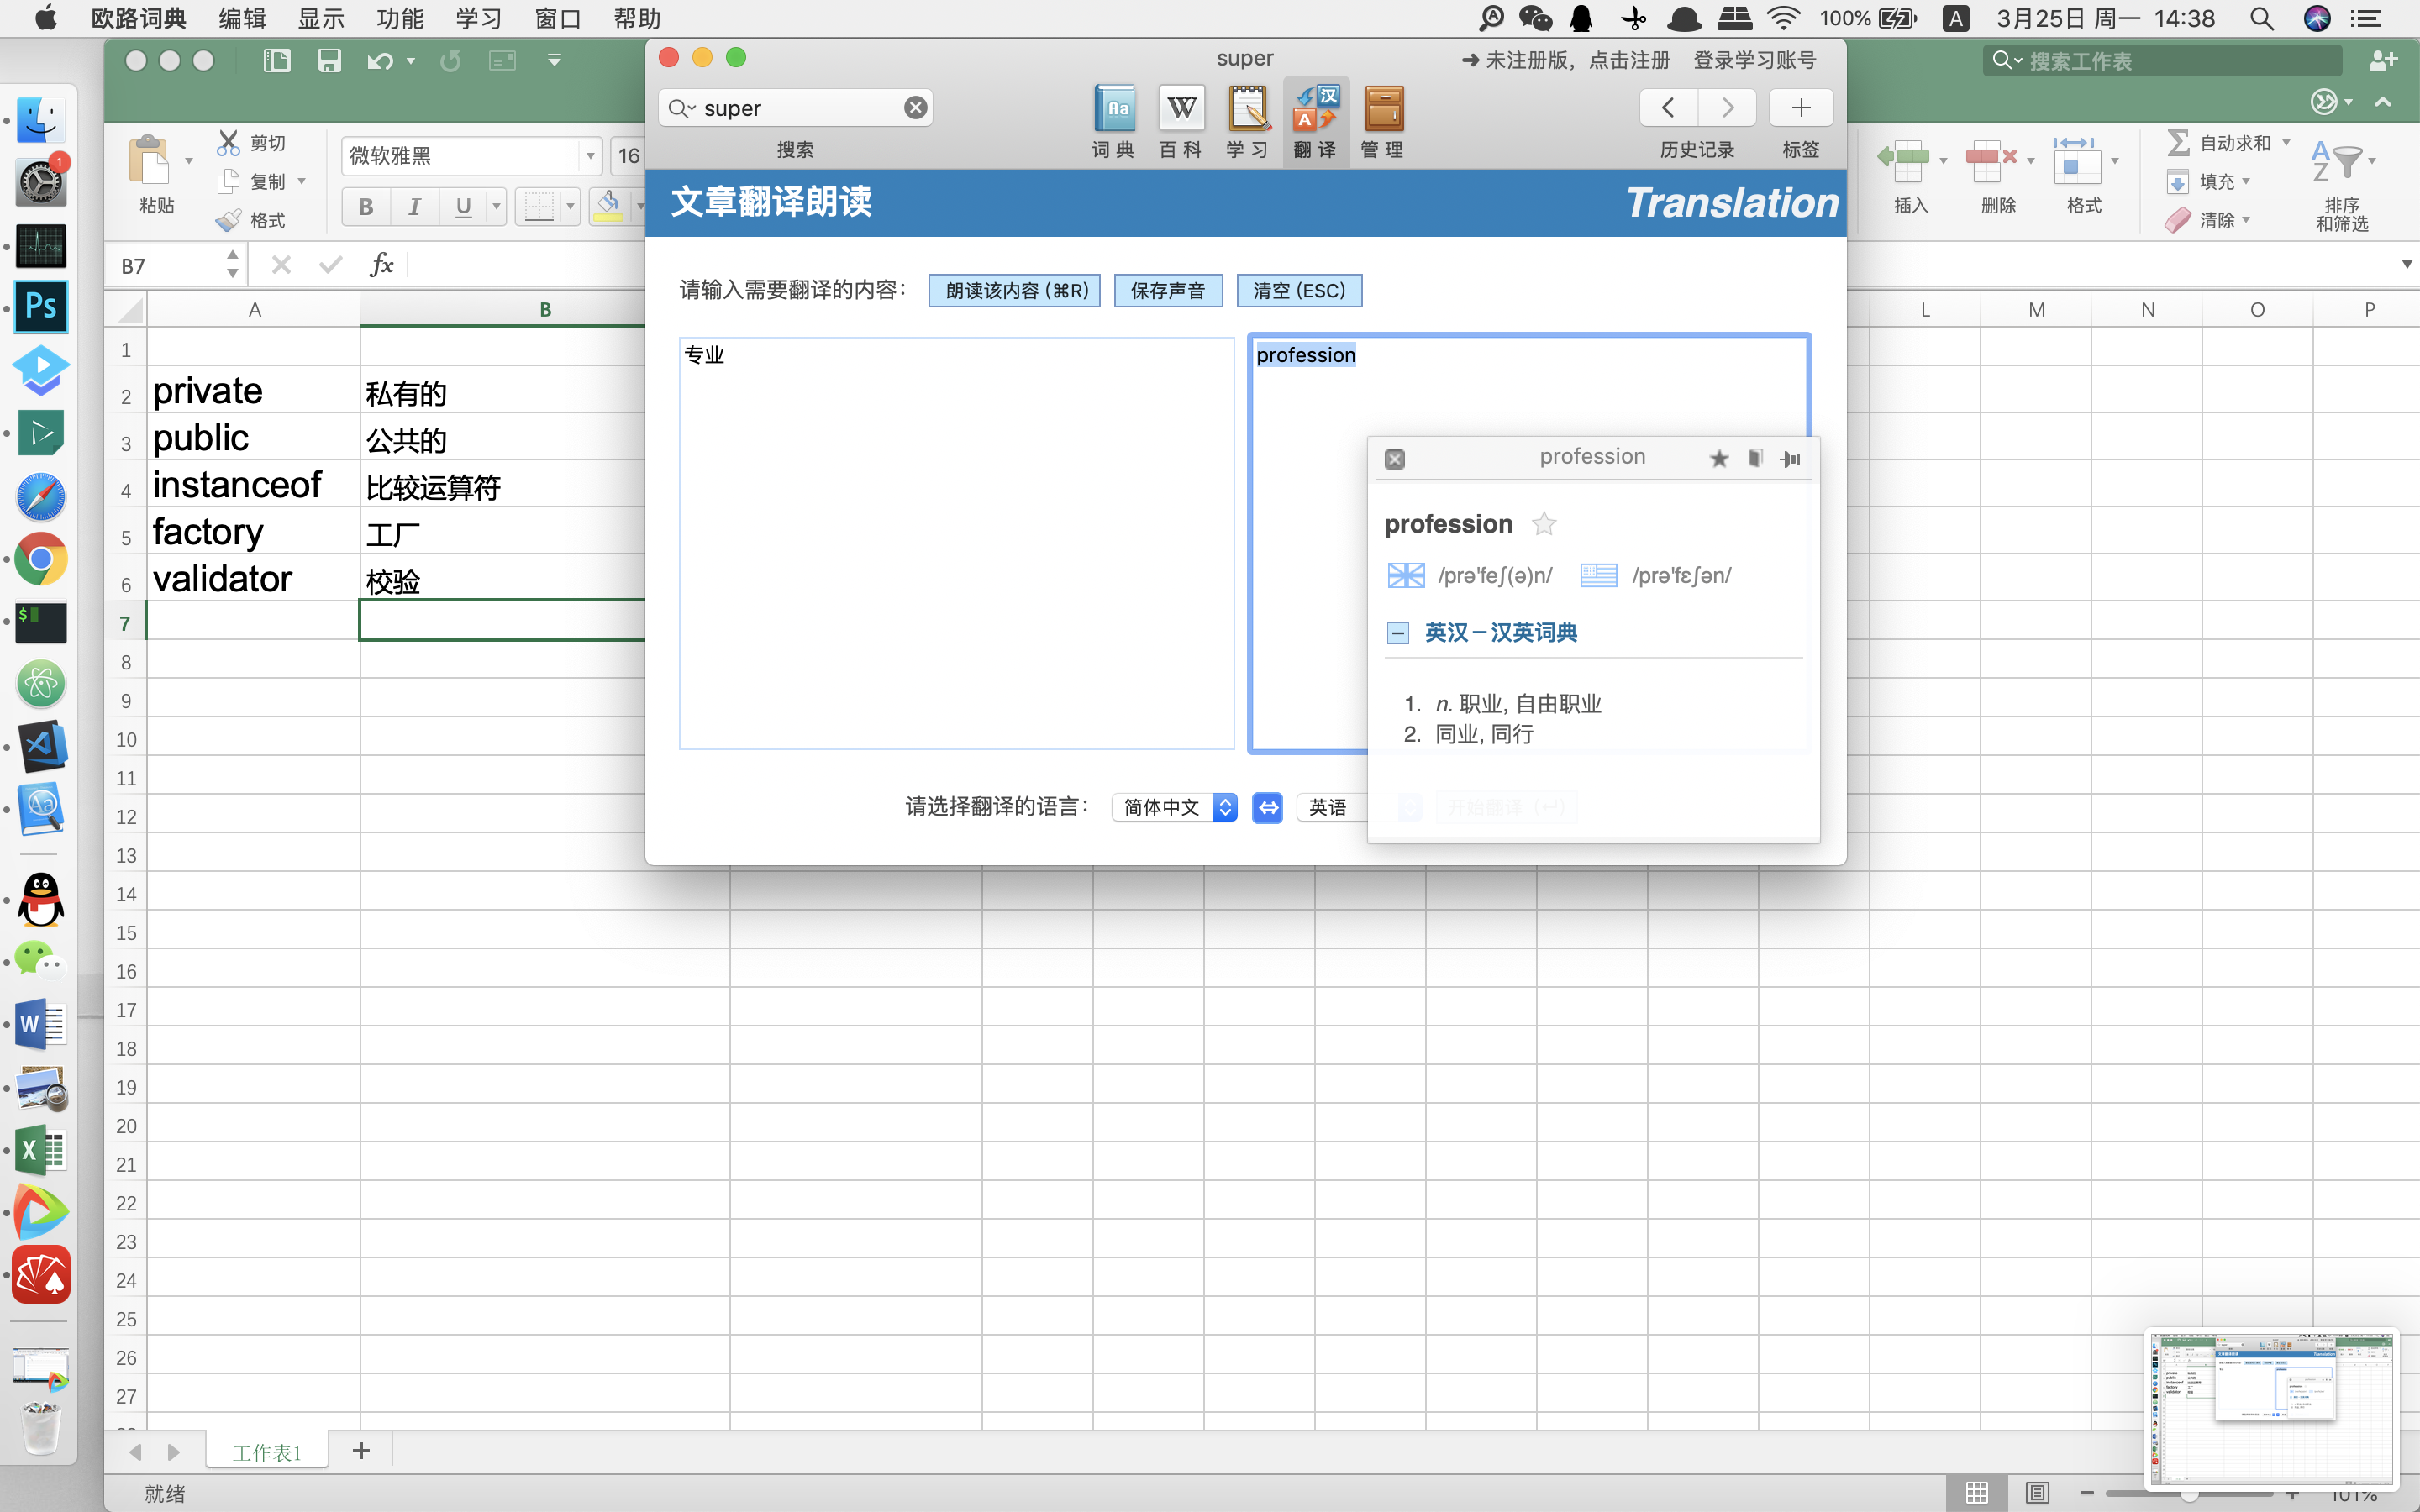 欧路词典 编辑 显示 功能 学习 窗口 帮助 100% A 3月25日 周一 14:38
super
➜ 未注册版，点击注册 登录学习账号
搜索工作表
super
搜索
词典 百科 学习 翻译 管理
历史记录 标签
粘贴
剪切
复制
格式
微软雅黑
16
B I U
插入 删除 格式
自动求和
填充
清除
排序
和筛选
文章翻译朗读
Translation
B7
fx
请输入需要翻译的内容： 朗读该内容 (⌘R) 保存声音 清空 (ESC)
专业
profession
profession
profession
/prə'feʃ(ə)n/ /prə'fɛʃən/
英汉－汉英词典
1. n. 职业, 自由职业
2. 同业, 同行
请选择翻译的语言： 简体中文 英语
开始翻译 (↵)
A B L M N O P
1
2 private 私有的
3 public 公共的
4 instanceof 比较运算符
5 factory 工厂
6 validator 校验
7
8
9
10
11
12
13
14
15
16
17
18
19
20
21
22
23
24
25
26
27
工作表1
就绪
101%